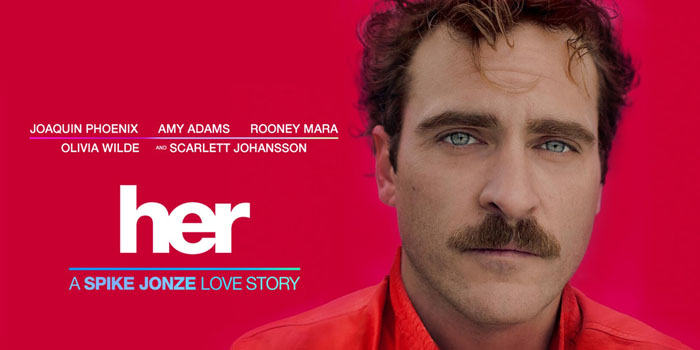 JOAQUIN PHOENIX AMY ADAMS ROONEY MARA
OLIVIA WILDE AND SCARLETT JOHANSSON
her
A SPIKE JONZE LOVE STORY